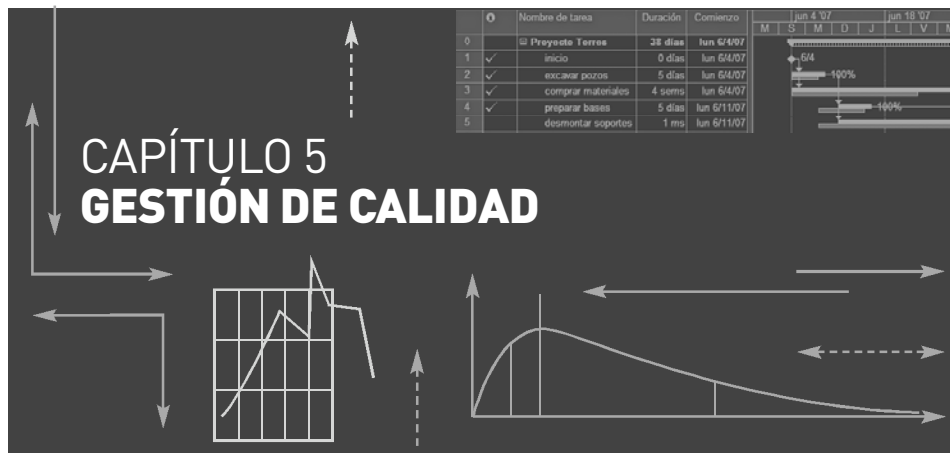 Nombre de tarea Duración Comienzo jun 4 '07 jun 18 '07
M S M D J L V M
0 Proyecto Terros 38 días lun 6/4/07
1 inicio 0 días lun 6/4/07 6/4
2 excavar pozos 5 días lun 6/4/07 100%
3 comprar materiales 4 sems lun 6/4/07
4 preparar bases 5 días lun 6/11/07 100%
5 desmontar soportes 1 ms lun 6/11/07
CAPÍTULO 5
GESTIÓN DE CALIDAD